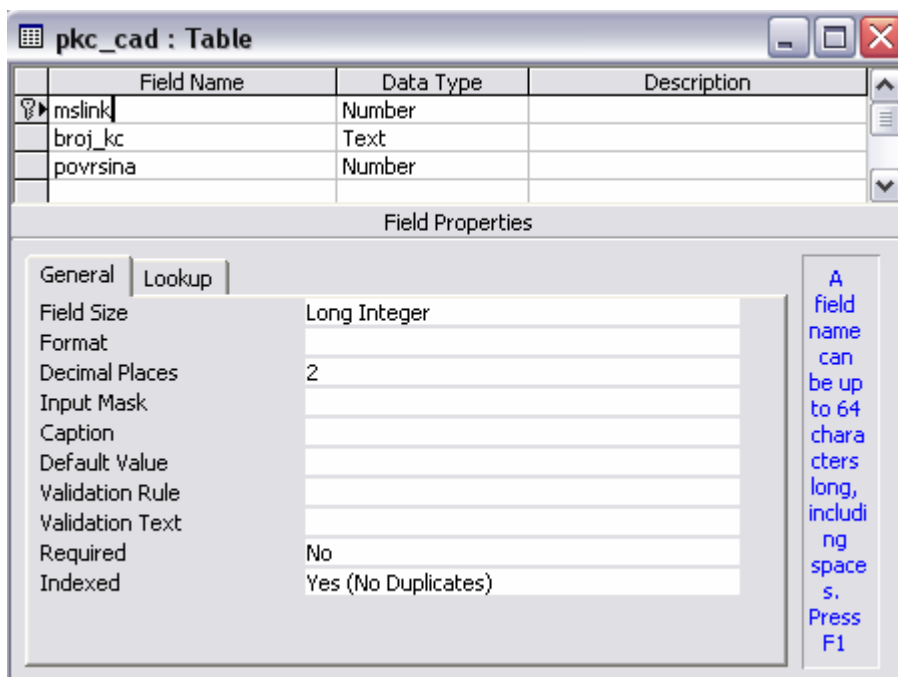 pkc_cad : Table
Field Name Data Type Description
mslink Number
broj_kc Text
povrsina Number
Field Properties
General Lookup
Field Size Long Integer
Format
Decimal Places 2
Input Mask
Caption
Default Value
Validation Rule
Validation Text
Required No
Indexed Yes (No Duplicates)
A
field
name
can
be up
to 64
chara
cters
long,
includi
ng
space
s.
Press
F1